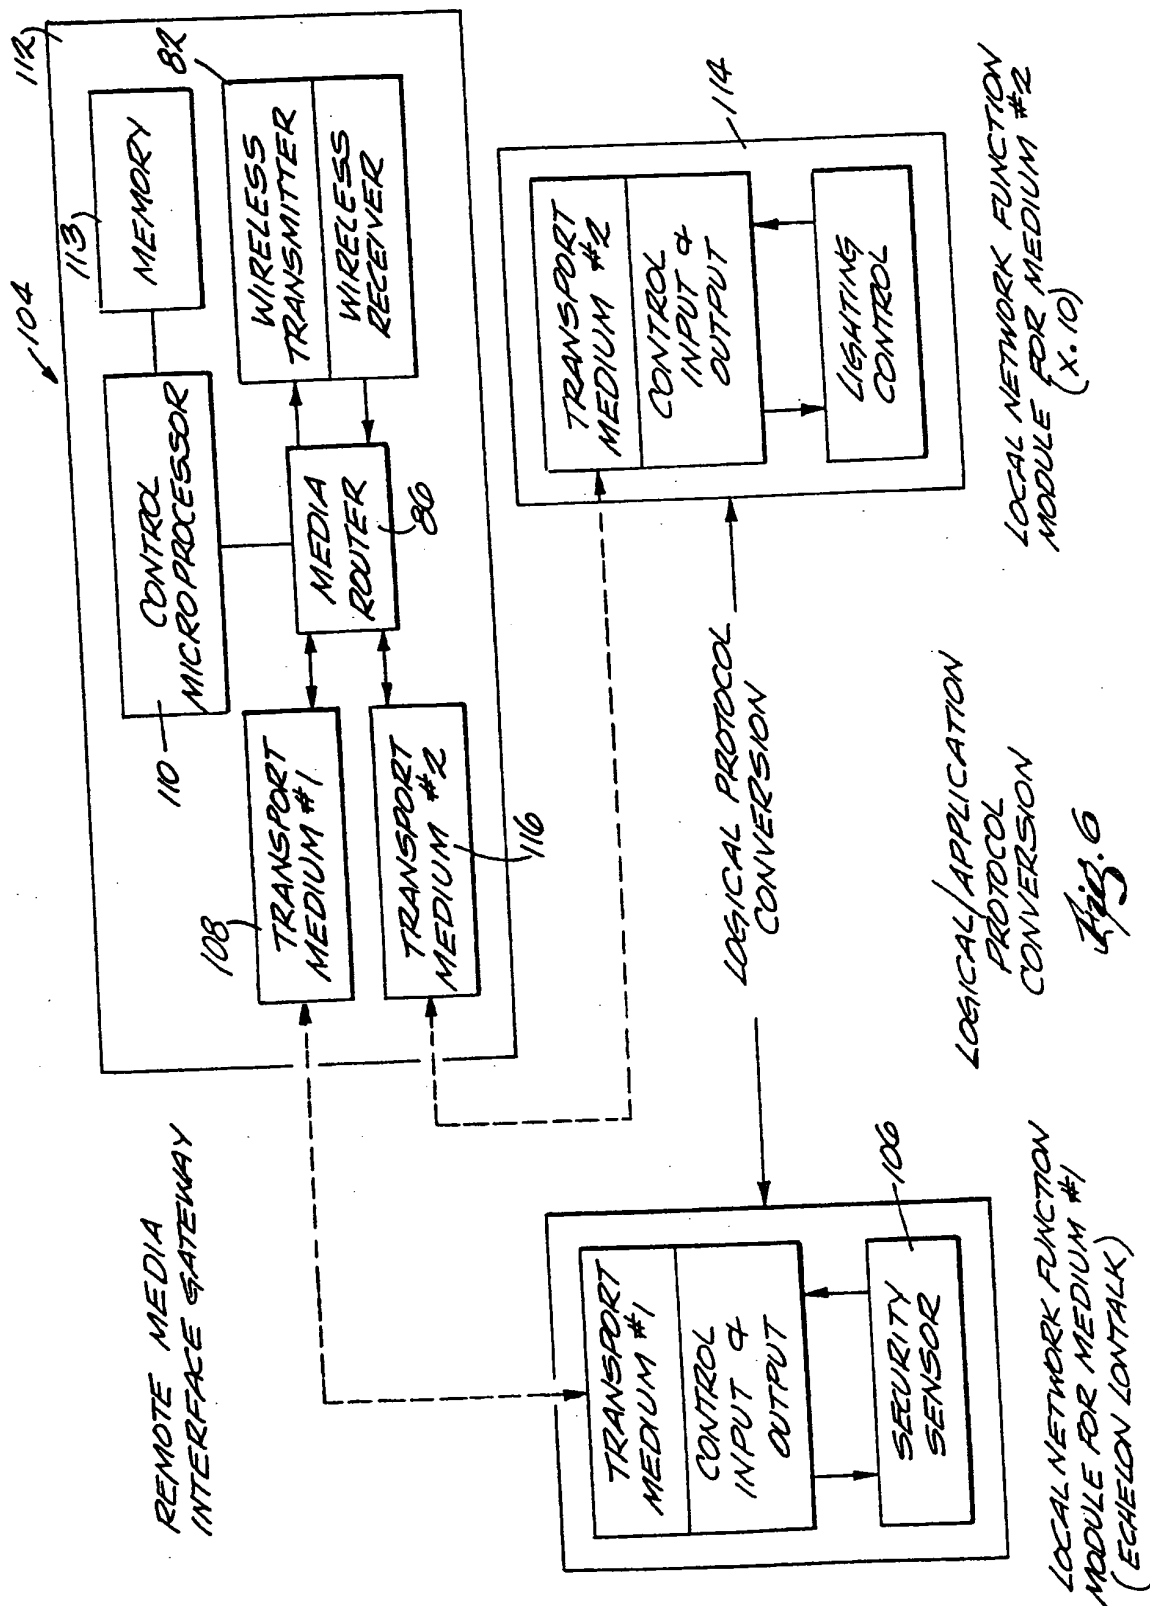 REMOTE MEDIA
INTERFACE GATEWAY
104
112
110
CONTROL
MICROPROCESSOR
113
MEMORY
108
TRANSPORT
MEDIUM #1
MEDIA
ROUTER
86
82
WIRELESS
TRANSMITTER
WIRELESS
RECEIVER
TRANSPORT
MEDIUM #2
116
TRANSPORT
MEDIUM #1
CONTROL
INPUT &
OUTPUT
SECURITY
SENSOR
106
LOGICAL PROTOCOL
CONVERSION
114
TRANSPORT
MEDIUM #2
CONTROL
INPUT &
OUTPUT
LIGHTING
CONTROL
LOCAL NETWORK FUNCTION
MODULE FOR MEDIUM #1
(ECHELON LONTALK)
LOGICAL/APPLICATION
PROTOCOL
CONVERSION
LOCAL NETWORK FUNCTION
MODULE FOR MEDIUM #2
(X.10)
Fig. 6